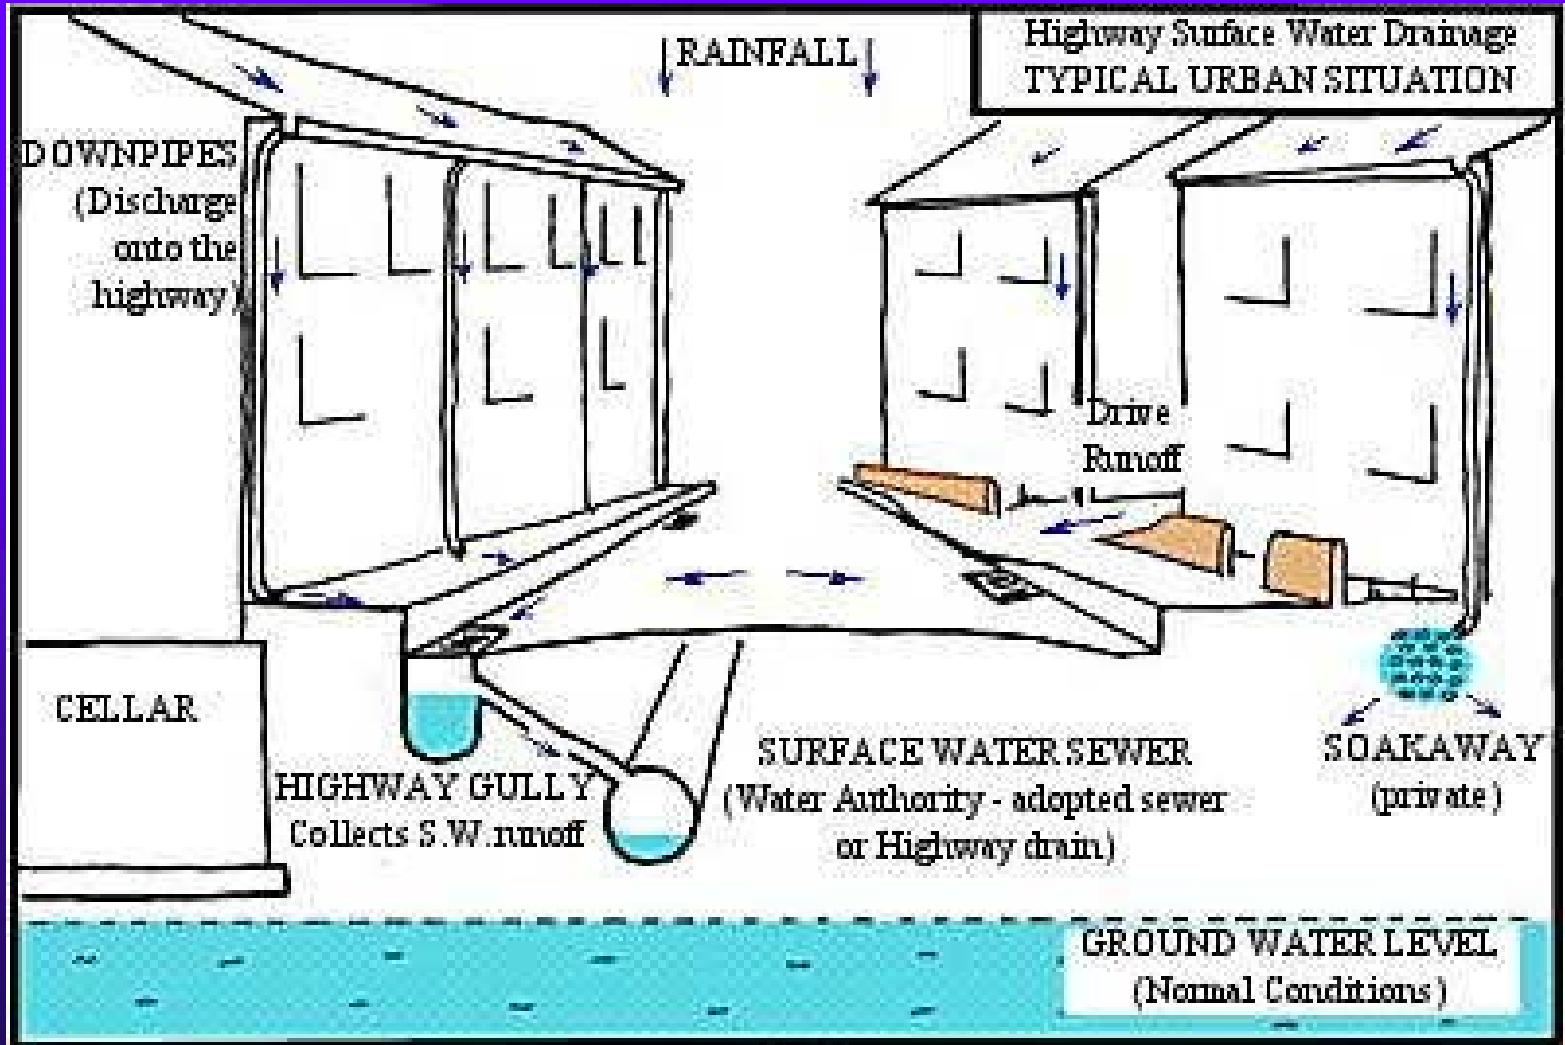 Highway Surface Water Drainage
TYPICAL URBAN SITUATION
RAINFALL
DOWNPIPES
(Discharge
onto the
highway)
Drive
Runoff
CELLAR
HIGHWAY GULLY
Collects S.W. runoff
SURFACE WATER SEWER
(Water Authority - adopted sewer
or Highway drain)
SOAKAWAY
(private)
GROUND WATER LEVEL
(Normal Conditions)